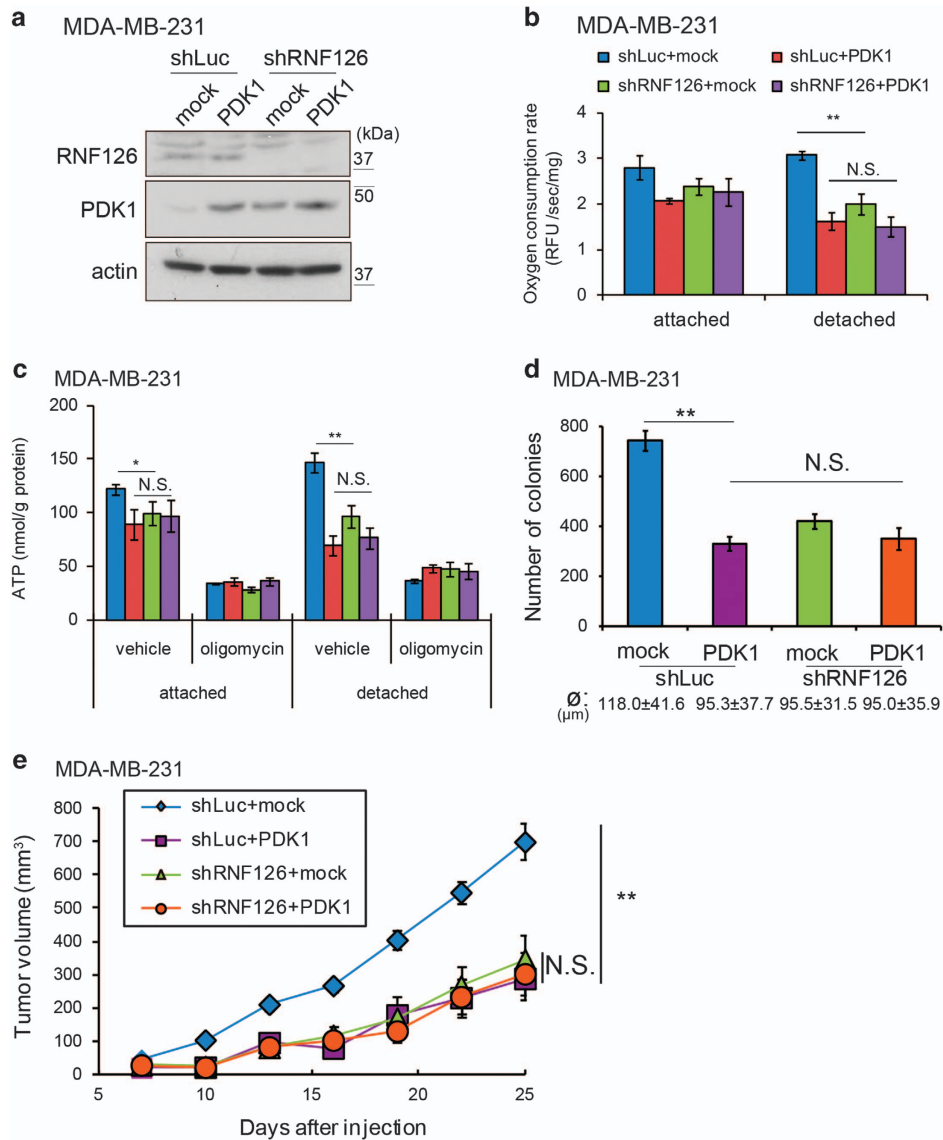 a
MDA-MB-231
shLuc shRNF126
mock PDK1 mock PDK1
(kDa)
RNF126
37
50
PDK1
actin
37
b
MDA-MB-231
shLuc+mock shLuc+PDK1
shRNF126+mock shRNF126+PDK1
Oxygen consumption rate
(RFU /sec/mg)
4
3
2
1
0
**
N.S.
attached detached
c
MDA-MB-231
ATP (nmol/g protein)
200
150
100
50
0
*
N.S.
**
N.S.
vehicle oligomycin vehicle oligomycin
attached detached
d
MDA-MB-231
Number of colonies
800
600
400
200
0
**
N.S.
mock PDK1 mock PDK1
shLuc shRNF126
Ø:
(µm)
118.0±41.6 95.3±37.7 95.5±31.5 95.0±35.9
e
MDA-MB-231
Tumor volume (mm³)
800
700
600
500
400
300
200
100
0
shLuc+mock
shLuc+PDK1
shRNF126+mock
shRNF126+PDK1
N.S.
**
5 10 15 20 25
Days after injection